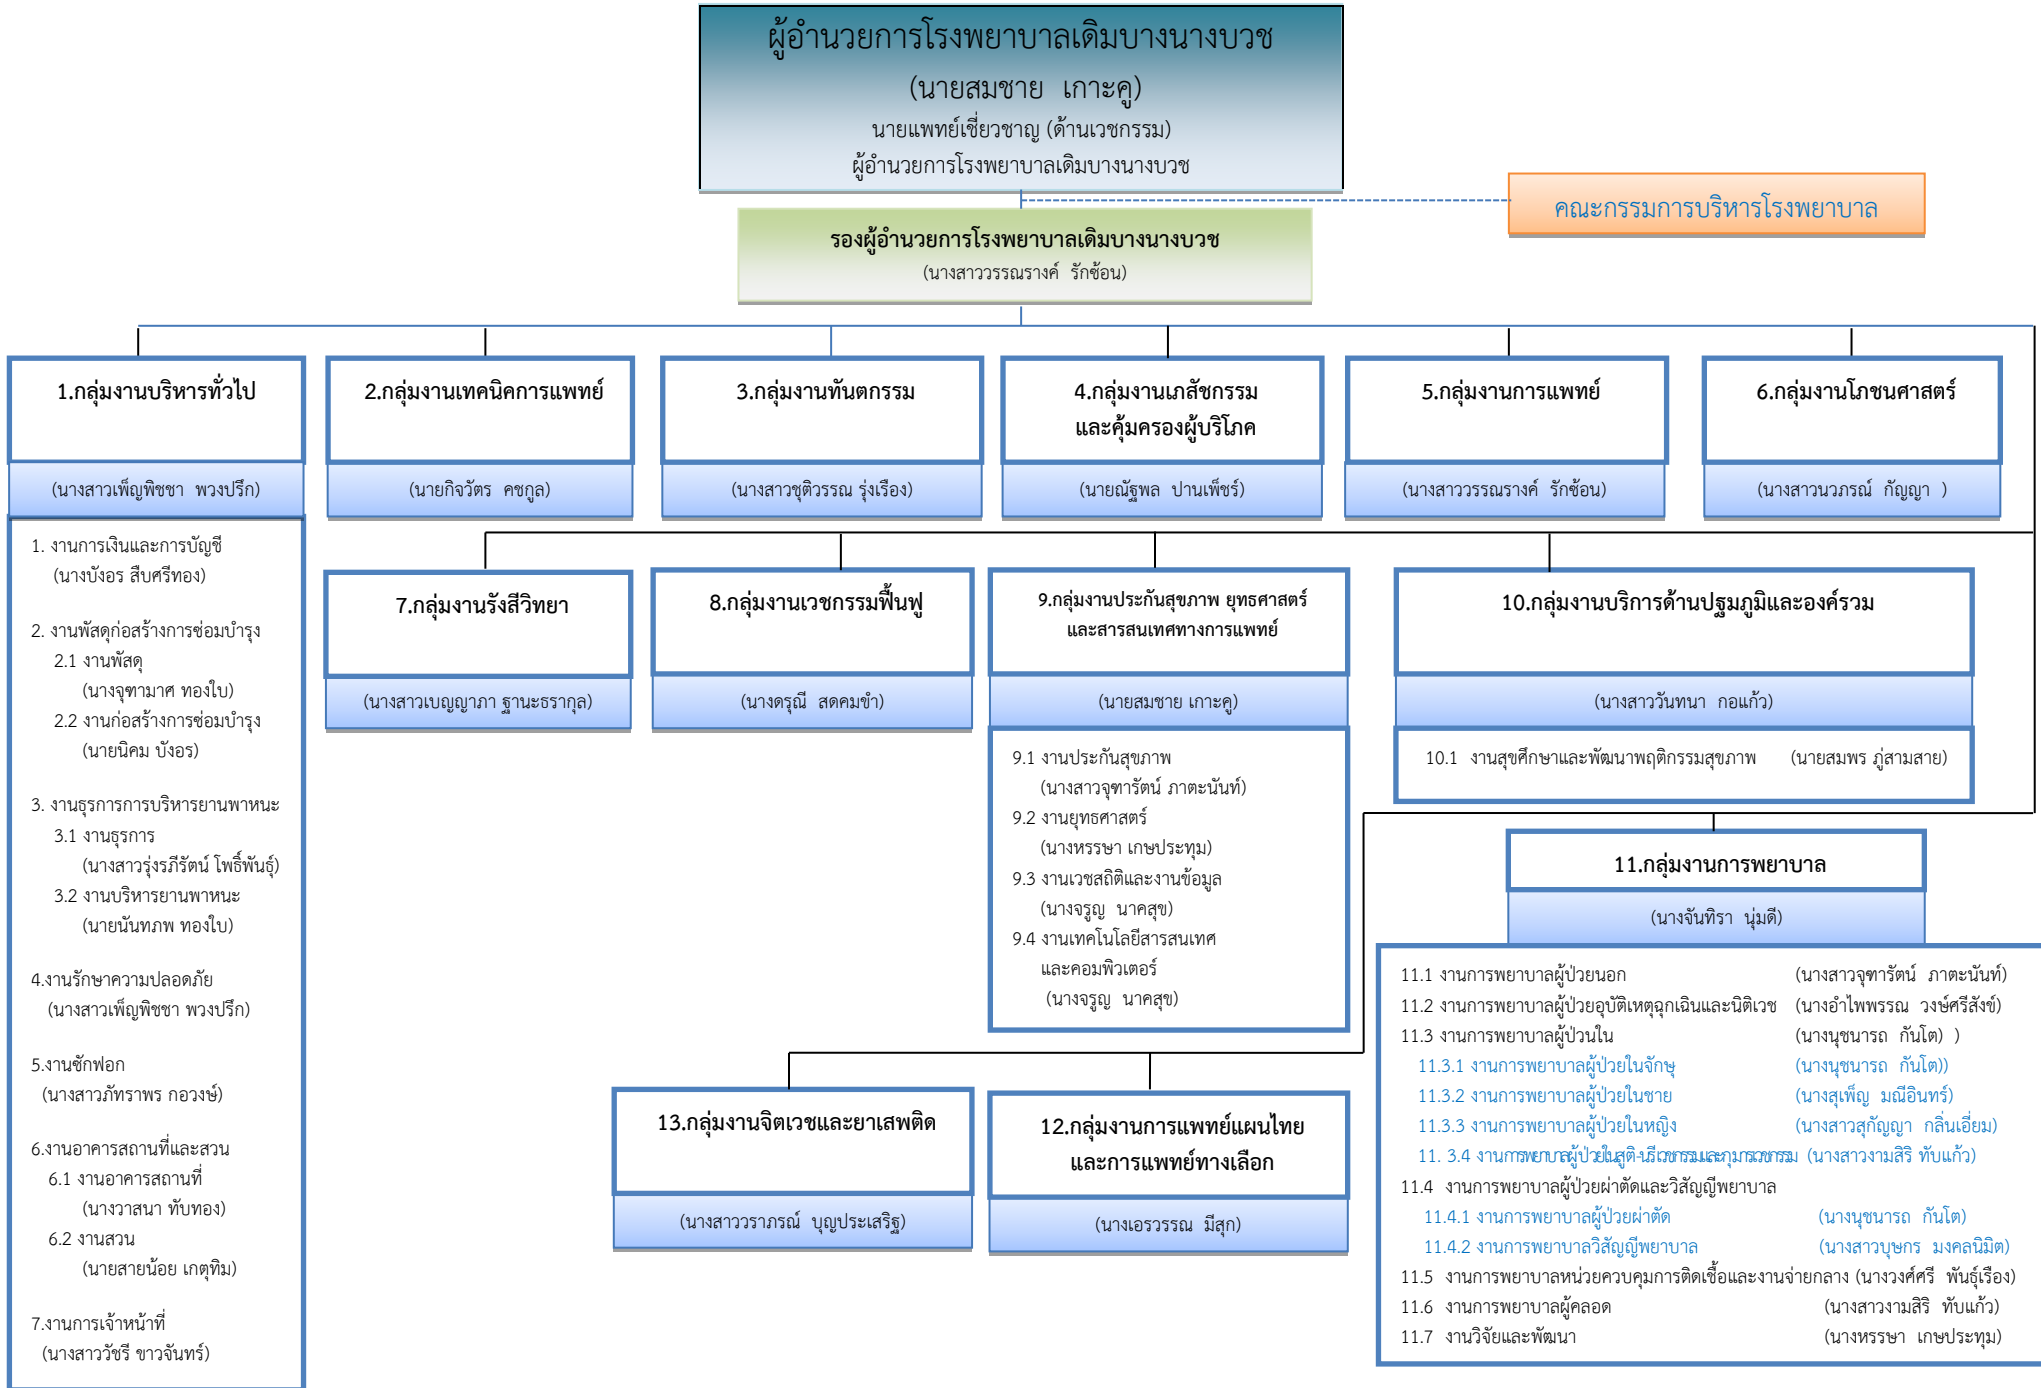 ผู้อำนวยการโรงพยาบาลเดิมบางนางบวช
(นายสมชาย เกาะคู)
นายแพทย์เชี่ยวชาญ (ด้านเวชกรรม)
ผู้อำนวยการโรงพยาบาลเดิมบางนางบวช
คณะกรรมการบริหารโรงพยาบาล
รองผู้อำนวยการโรงพยาบาลเดิมบางนางบวช
(นางสาววรรณรางค์ รักซ้อน)
1.กลุ่มงานบริหารทั่วไป
(นางสาวเพ็ญพิชชา พวงปรึก)
1. งานการเงินและการบัญชี
(นางบังอร สืบศรีทอง)
2. งานพัสดุก่อสร้างการซ่อมบำรุง
2.1 งานพัสดุ
(นางจุฑามาศ ทองใบ)
2.2 งานก่อสร้างการซ่อมบำรุง
(นายนิคม บังอร)
3. งานธุรการการบริหารยานพาหนะ
3.1 งานธุรการ
(นางสาวรุ่งรภีรัตน์ โพธิ์พันธุ์)
3.2 งานบริหารยานพาหนะ
(นายนันทภพ ทองใบ)
4.งานรักษาความปลอดภัย
(นางสาวเพ็ญพิชชา พวงปรึก)
5.งานซักฟอก
(นางสาวภัทราพร กอวงษ์)
6.งานอาคารสถานที่และสวน
6.1 งานอาคารสถานที่
(นางวาสนา ทับทอง)
6.2 งานสวน
(นายสายน้อย เกตุทิม)
7.งานการเจ้าหน้าที่
(นางสาววัชรี ขาวจันทร์)
2.กลุ่มงานเทคนิคการแพทย์
(นายกิจวัตร คชกูล)
3.กลุ่มงานทันตกรรม
(นางสาวชุติวรรณ รุ่งเรือง)
4.กลุ่มงานเภสัชกรรม
และคุ้มครองผู้บริโภค
(นายณัฐพล ปานเพ็ชร์)
5.กลุ่มงานการแพทย์
(นางสาววรรณรางค์ รักซ้อน)
6.กลุ่มงานโภชนศาสตร์
(นางสาวนวภรณ์ กัญญา )
7.กลุ่มงานรังสีวิทยา
(นางสาวเบญญาภา ฐานะธรากุล)
8.กลุ่มงานเวชกรรมฟื้นฟู
(นางดรุณี สดคมขำ)
9.กลุ่มงานประกันสุขภาพ ยุทธศาสตร์
และสารสนเทศทางการแพทย์
(นายสมชาย เกาะคู)
9.1 งานประกันสุขภาพ
(นางสาวจุฑารัตน์ ภาตะนันท์)
9.2 งานยุทธศาสตร์
(นางหรรษา เกษประทุม)
9.3 งานเวชสถิติและงานข้อมูล
(นางจรูญ นาคสุข)
9.4 งานเทคโนโลยีสารสนเทศ
และคอมพิวเตอร์
(นางจรูญ นาคสุข)
10.กลุ่มงานบริการด้านปฐมภูมิและองค์รวม
(นางสาววันทนา กอแก้ว)
10.1 งานสุขศึกษาและพัฒนาพฤติกรรมสุขภาพ (นายสมพร ภู่สามสาย)
11.กลุ่มงานการพยาบาล
(นางจันทิรา นุ่มดี)
11.1 งานการพยาบาลผู้ป่วยนอก (นางสาวจุฑารัตน์ ภาตะนันท์)
11.2 งานการพยาบาลผู้ป่วยอุบัติเหตุฉุกเฉินและนิติเวช (นางอำไพพรรณ วงษ์ศรีสังข์)
11.3 งานการพยาบาลผู้ป่วนใน (นางนุชนารถ กันโต) )
11.3.1 งานการพยาบาลผู้ป่วยในจักษุ (นางนุชนารถ กันโต))
11.3.2 งานการพยาบาลผู้ป่วยในชาย (นางสุเพ็ญ มณีอินทร์)
11.3.3 งานการพยาบาลผู้ป่วยในหญิง (นางสาวสุกัญญา กลิ่นเอี่ยม)
11. 3.4 งานการพยาบาลผู้ป่วยในสูติ-นรีเวชกรรมและกุมารเวชกรรม (นางสาวงามสิริ ทับแก้ว)
11.4 งานการพยาบาลผู้ป่วยผ่าตัดและวิสัญญีพยาบาล
11.4.1 งานการพยาบาลผู้ป่วยผ่าตัด (นางนุชนารถ กันโต)
11.4.2 งานการพยาบาลวิสัญญีพยาบาล (นางสาวบุษกร มงคลนิมิต)
11.5 งานการพยาบาลหน่วยควบคุมการติดเชื้อและงานจ่ายกลาง (นางวงศ์ศรี พันธุ์เรือง)
11.6 งานการพยาบาลผู้คลอด (นางสาวงามสิริ ทับแก้ว)
11.7 งานวิจัยและพัฒนา (นางหรรษา เกษประทุม)
13.กลุ่มงานจิตเวชและยาเสพติด
(นางสาววราภรณ์ บุญประเสริฐ)
12.กลุ่มงานการแพทย์แผนไทย
และการแพทย์ทางเลือก
(นางเอรวรรณ มีสุก)